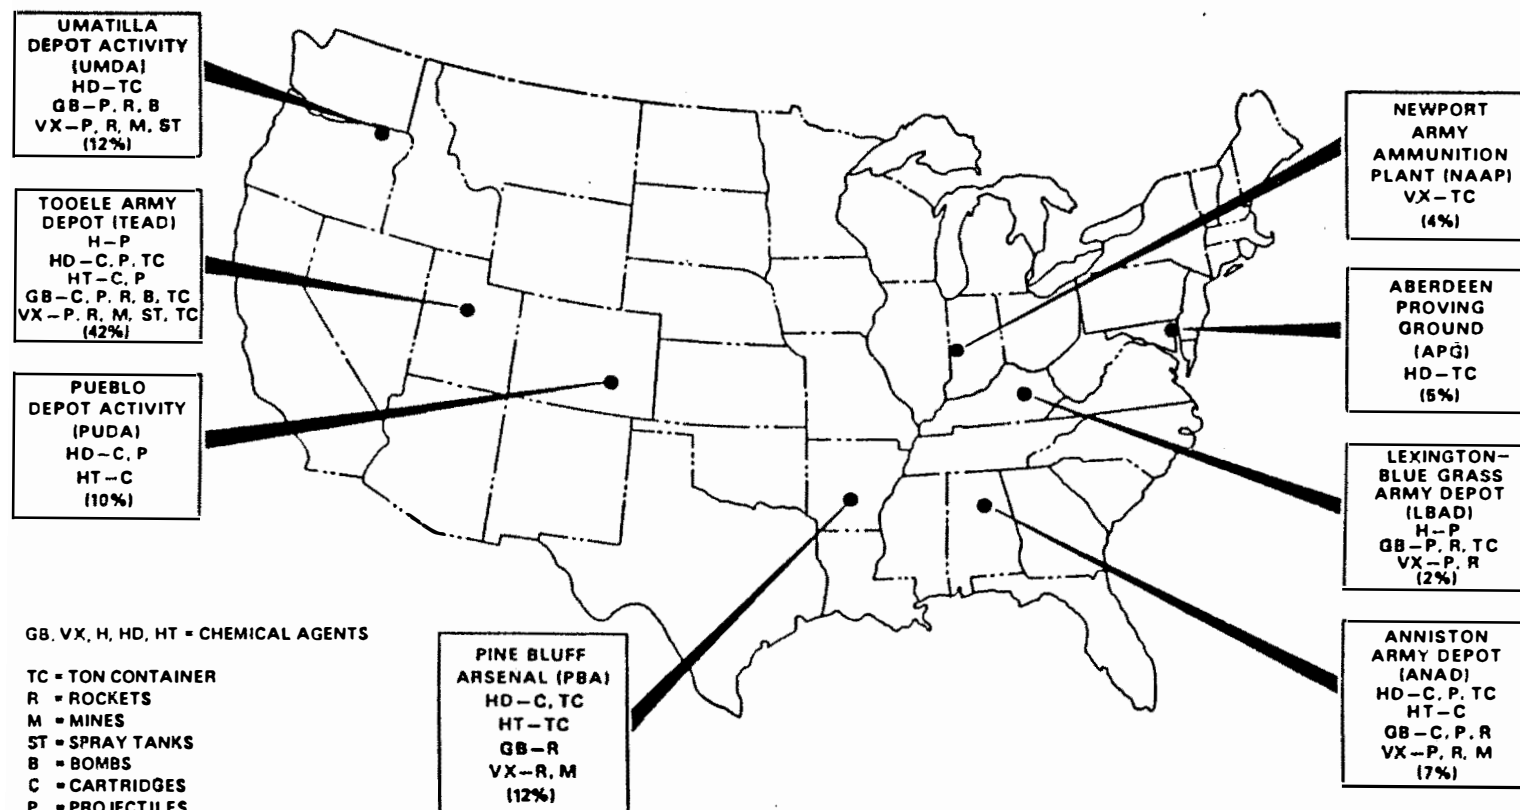 UMATILLA
DEPOT ACTIVITY
(UMDA)
HD–TC
GB–P, R, B
VX–P, R, M, ST
(12%)
TOOELE ARMY
DEPOT (TEAD)
H–P
HD–C, P, TC
HT–C, P
GB–C, P, R, B, TC
VX–P, R, M, ST, TC
(42%)
PUEBLO
DEPOT ACTIVITY
(PUDA)
HD–C, P
HT–C
(10%)
GB, VX, H, HD, HT = CHEMICAL AGENTS
TC = TON CONTAINER
R = ROCKETS
M = MINES
ST = SPRAY TANKS
B = BOMBS
C = CARTRIDGES
P = PROJECTILES
PINE BLUFF
ARSENAL (PBA)
HD–C, TC
HT–TC
GB–R
VX–R, M
(12%)
NEWPORT
ARMY
AMMUNITION
PLANT (NAAP)
VX–TC
(4%)
ABERDEEN
PROVING
GROUND
(APG)
HD–TC
(5%)
LEXINGTON–
BLUE GRASS
ARMY DEPOT
(LBAD)
H–P
GB–P, R, TC
VX–P, R
(2%)
ANNISTON
ARMY DEPOT
(ANAD)
HD–C, P, TC
HT–C
GB–C, P, R
VX–P, R, M
(7%)